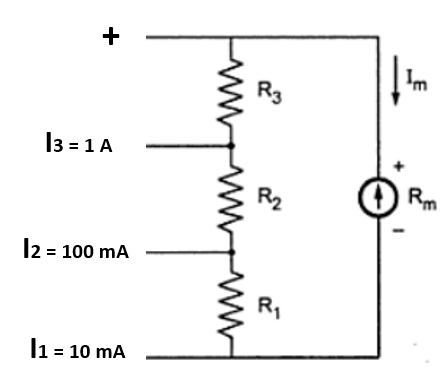 +
R3
Im
I3 = 1 A
+
R2
Rm
I2 = 100 mA
−
R1
I1 = 10 mA